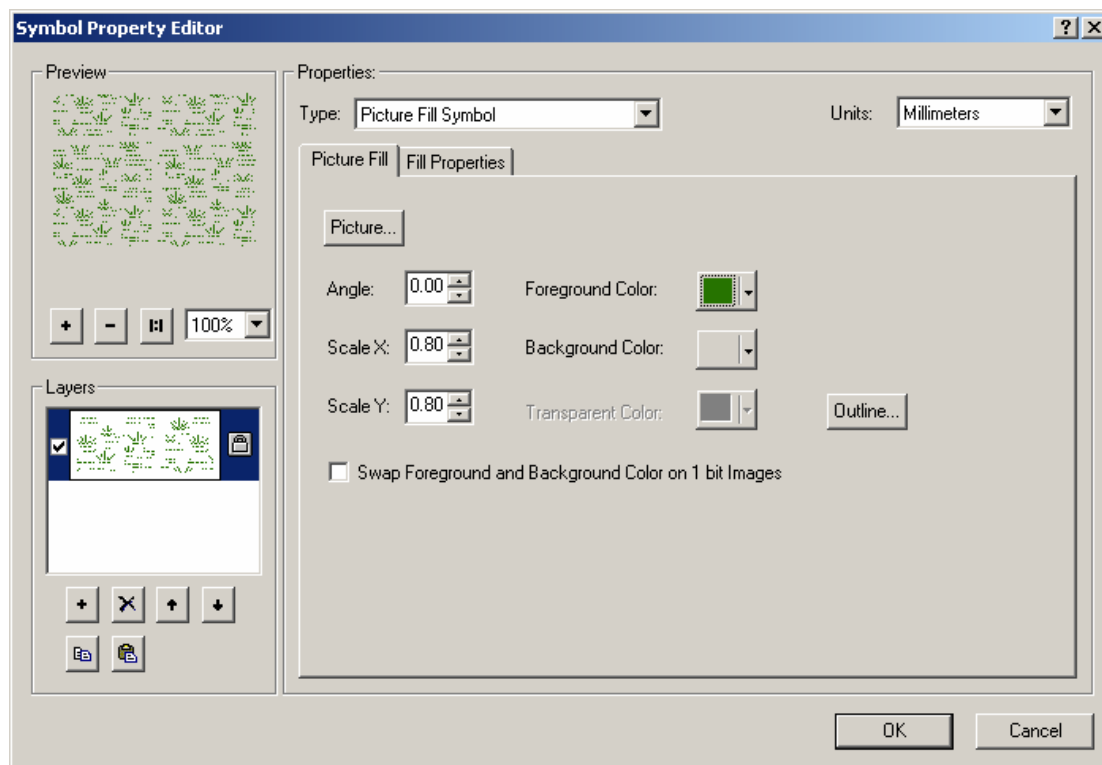 Symbol Property Editor
Preview
100%
Layers
Properties:
Type: Picture Fill Symbol Units: Millimeters
Picture Fill Fill Properties
Picture...
Angle: 0.00 Foreground Color:
Scale X: 0.80 Background Color:
Scale Y: 0.80 Transparent Color: Outline...
Swap Foreground and Background Color on 1 bit Images
OK Cancel